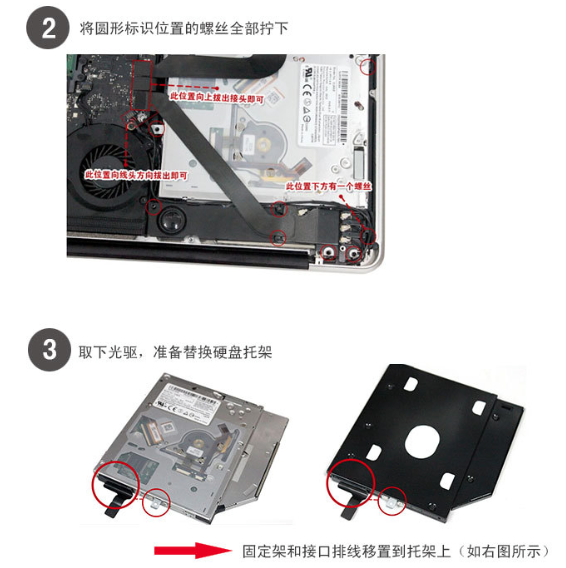 2 将圆形标识位置的螺丝全部拧下
此位置向上拔出接头即可
此位置向线头方向拔出即可
此位置下方有一个螺丝
3 取下光驱，准备替换硬盘托架
固定架和接口排线移置到托架上（如右图所示）